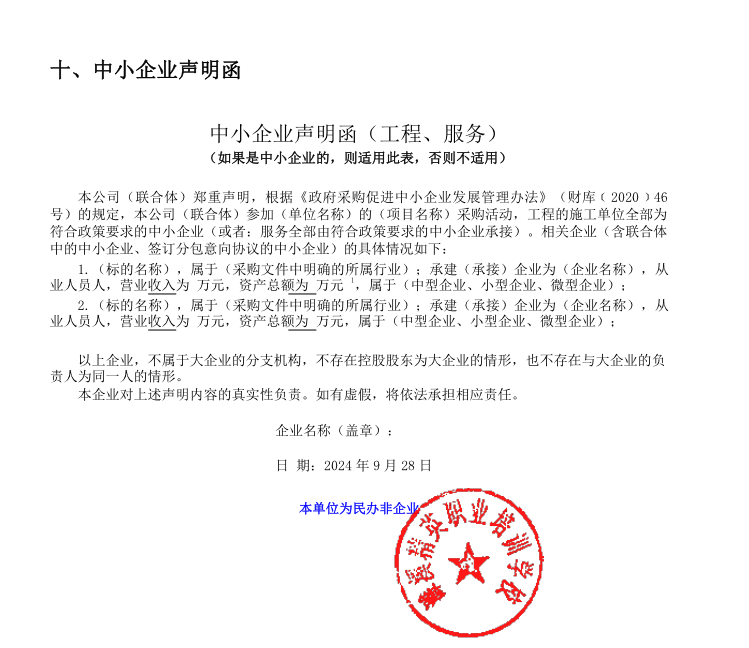 十、中小企业声明函
中小企业声明函（工程、服务）
（如果是中小企业的，则适用此表，否则不适用）
本公司（联合体）郑重声明，根据《政府采购促进中小企业发展管理办法》（财库﹝2020﹞46
号）的规定，本公司（联合体）参加（单位名称）的（项目名称）采购活动，工程的施工单位全部为
符合政策要求的中小企业（或者：服务全部由符合政策要求的中小企业承接）。相关企业（含联合体
中的中小企业、签订分包意向协议的中小企业）的具体情况如下：
1.（标的名称），属于（采购文件中明确的所属行业）；承建（承接）企业为（企业名称），从
业人员人，营业收入为 万元，资产总额为 万元¹，属于（中型企业、小型企业、微型企业）；
2.（标的名称），属于（采购文件中明确的所属行业）；承建（承接）企业为（企业名称），从
业人员人，营业收入为 万元，资产总额为 万元，属于（中型企业、小型企业、微型企业）；
以上企业，不属于大企业的分支机构，不存在控股股东为大企业的情形，也不存在与大企业的负
责人为同一人的情形。
本企业对上述声明内容的真实性负责。如有虚假，将依法承担相应责任。
企业名称（盖章）：
日 期：2024 年 9 月 28 日
本单位为民办非企业
精英职业培训学校